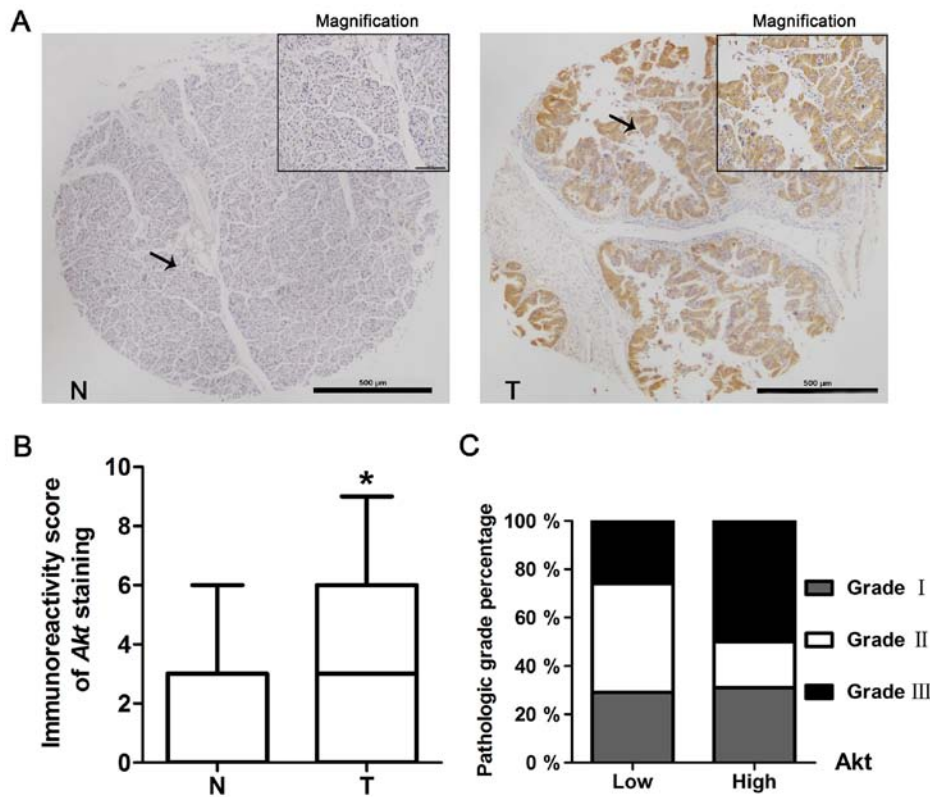 A
Magnification
Magnification
N
500 μm
T
500 μm
B
Immunoreactivity score
of Akt staining
10
8
6
4
2
0
*
N
T
C
Pathologic grade percentage
100 %
80 %
60 %
40 %
20 %
0 %
Low
High
Akt
Grade Ⅰ
Grade Ⅱ
Grade Ⅲ